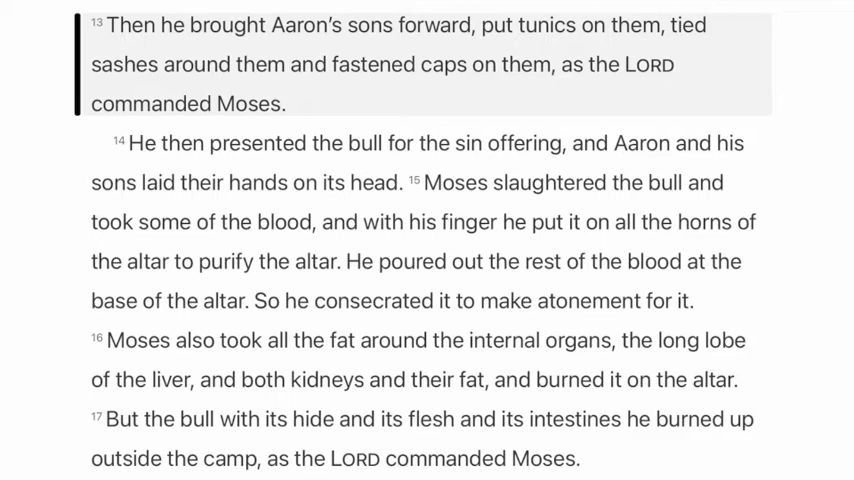 13 Then he brought Aaron’s sons forward, put tunics on them, tied
sashes around them and fastened caps on them, as the LORD
commanded Moses.
14 He then presented the bull for the sin offering, and Aaron and his
sons laid their hands on its head. 15 Moses slaughtered the bull and
took some of the blood, and with his finger he put it on all the horns of
the altar to purify the altar. He poured out the rest of the blood at the
base of the altar. So he consecrated it to make atonement for it.
16 Moses also took all the fat around the internal organs, the long lobe
of the liver, and both kidneys and their fat, and burned it on the altar.
17 But the bull with its hide and its flesh and its intestines he burned up
outside the camp, as the LORD commanded Moses.